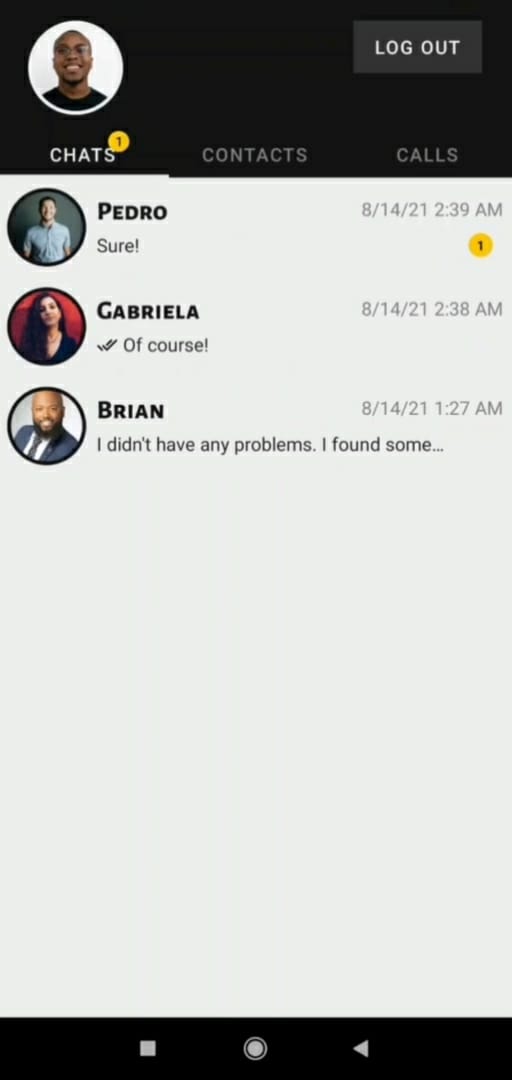 LOG OUT
CHATS 1 CONTACTS CALLS
PEDRO 8/14/21 2:39 AM
Sure! 1
GABRIELA 8/14/21 2:38 AM
Of course!
BRIAN 8/14/21 1:27 AM
I didn't have any problems. I found some...